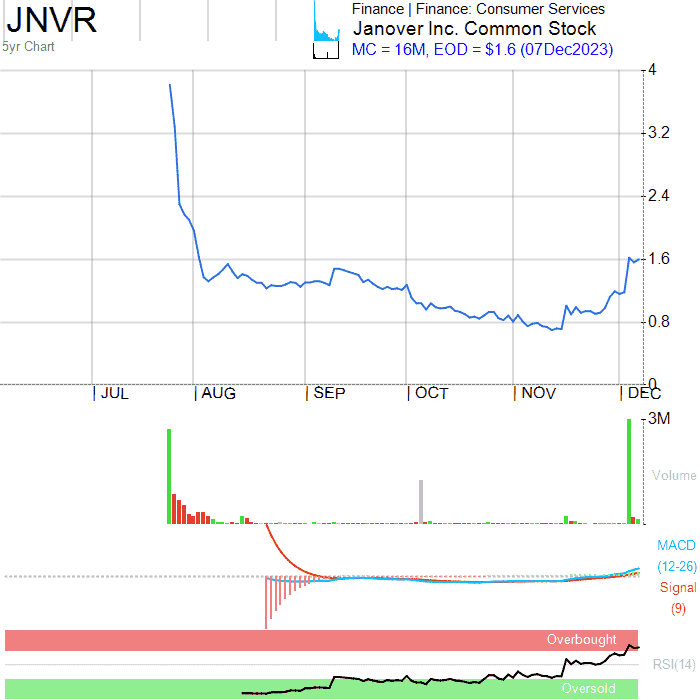 JNVR
5yr Chart
Finance | Finance: Consumer Services
Janover Inc. Common Stock
MC = 16M, EOD = $1.6 (07Dec2023)
4
3.2
2.4
1.6
0.8
0
JUL AUG SEP OCT NOV DEC
3M
Volume
MACD
(12-26)
Signal
(9)
Overbought
RSI(14)
Oversold